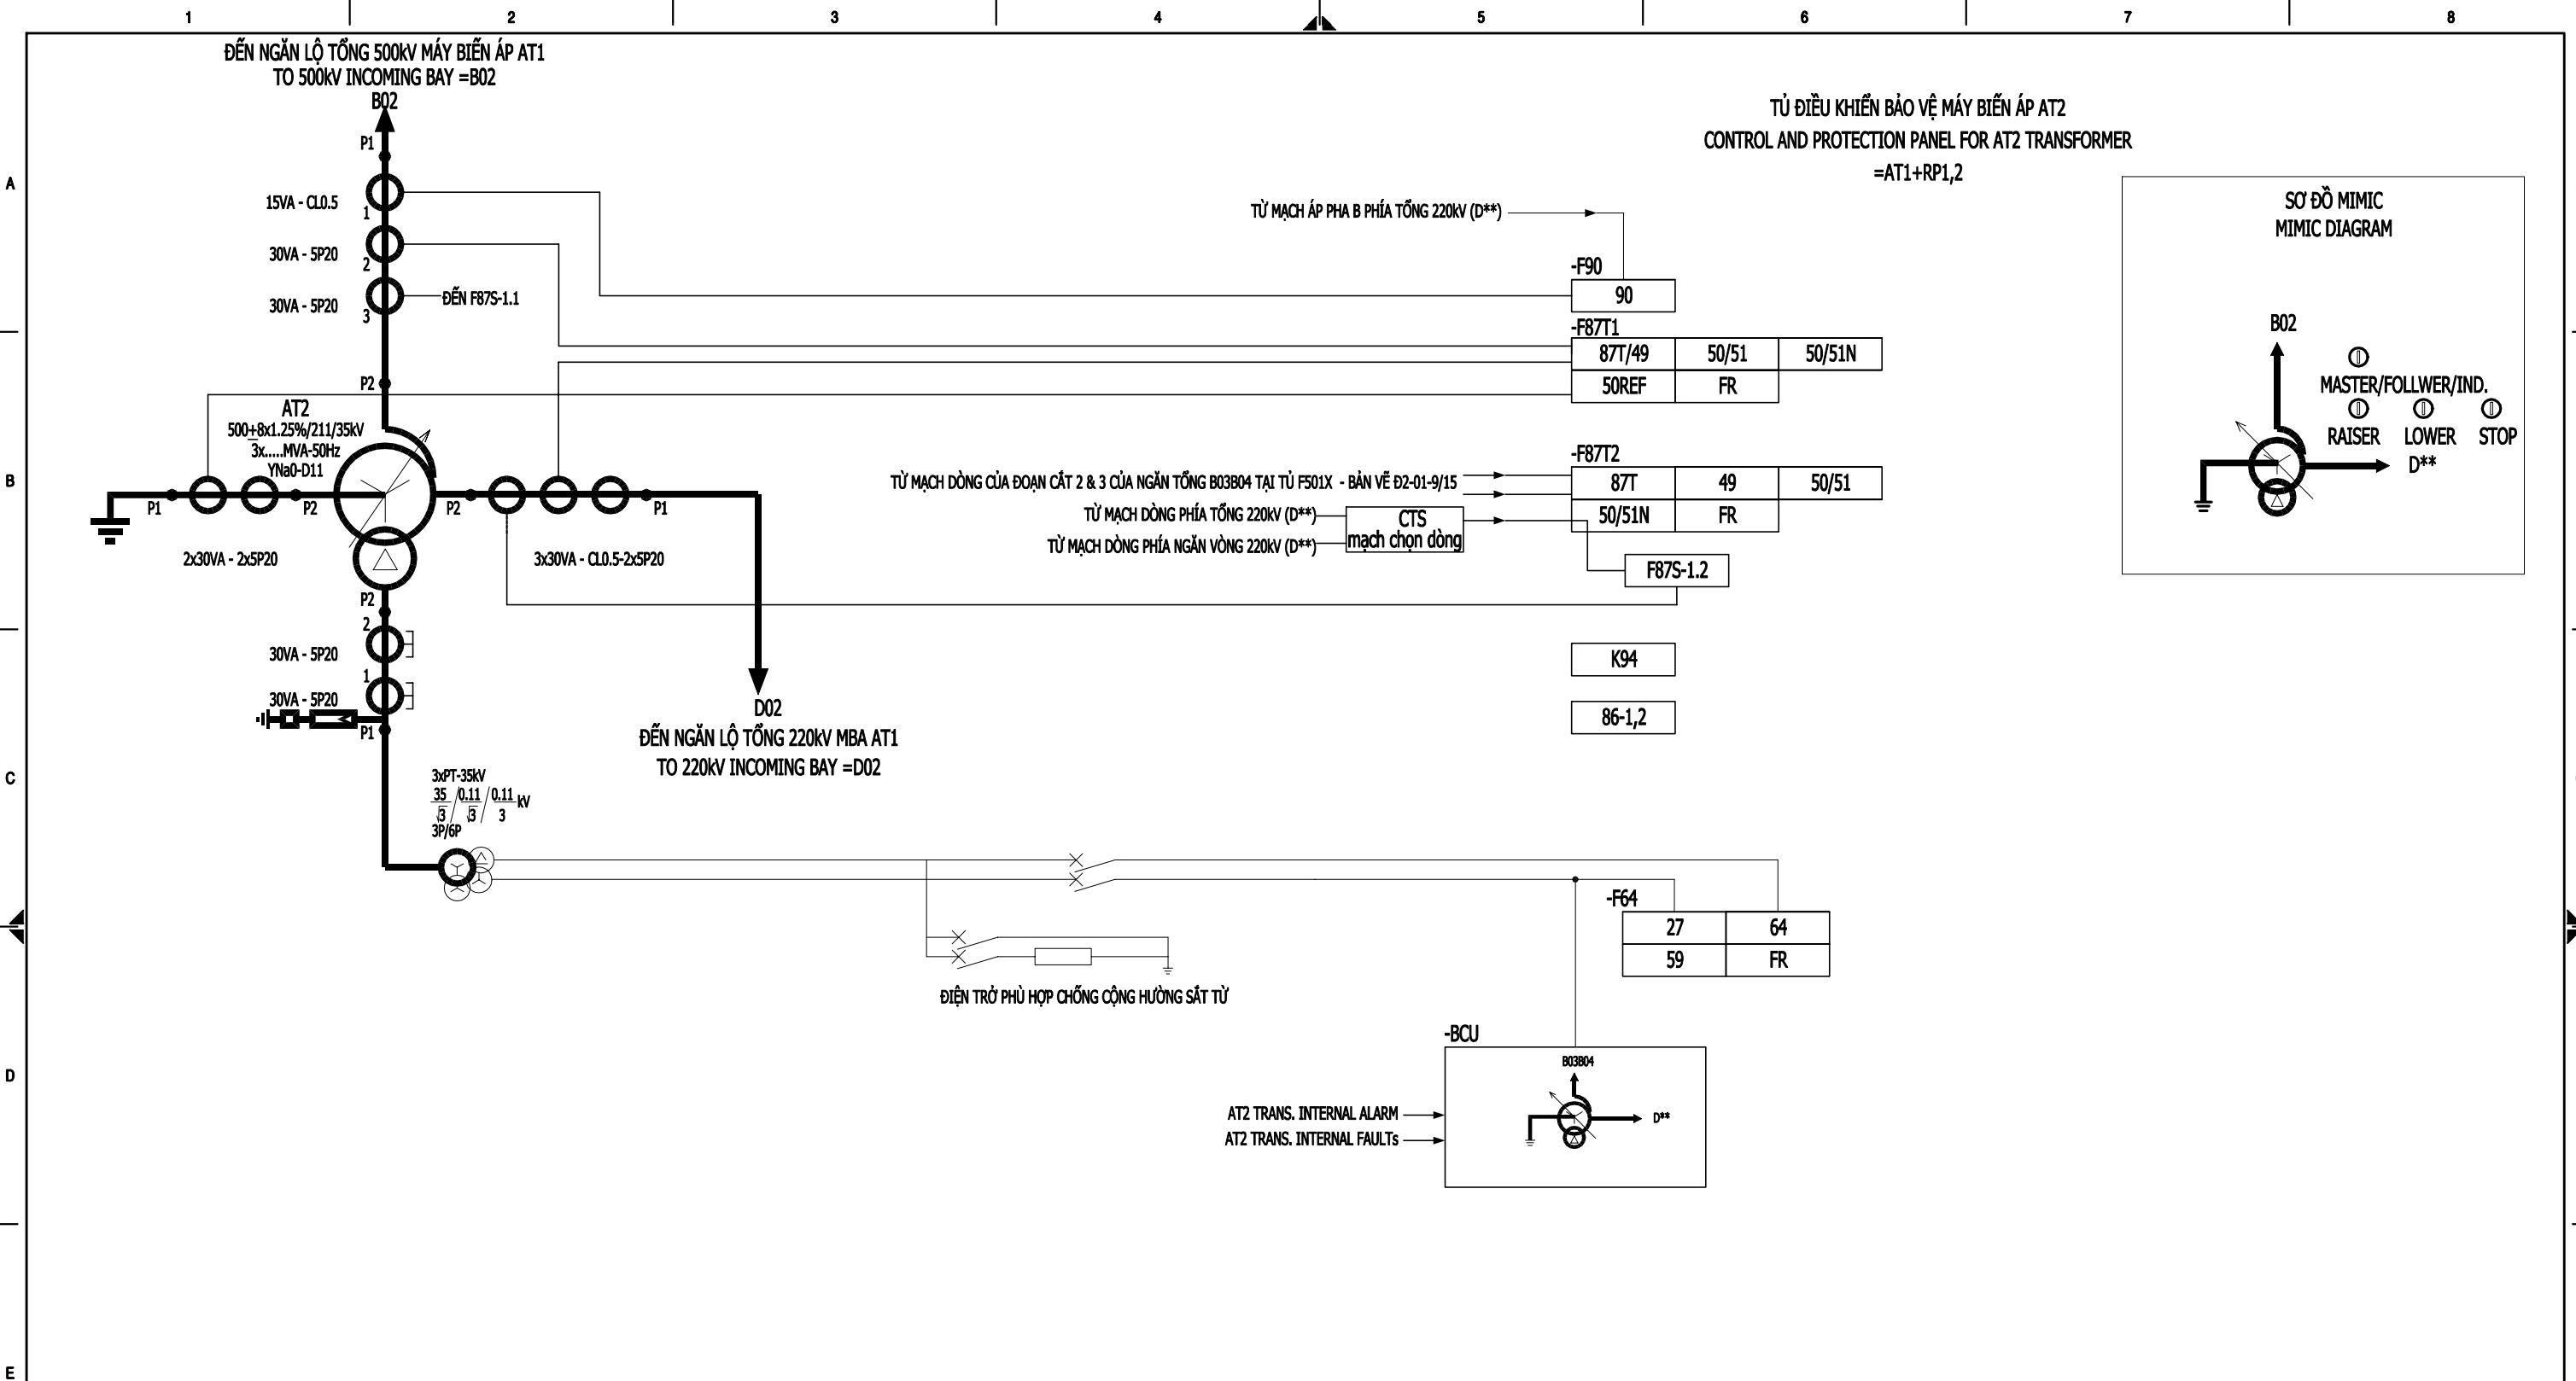 1 2 3 4 5 6 7 8
ĐẾN NGĂN LỘ TỔNG 500kV MÁY BIẾN ÁP AT1
TO 500kV INCOMING BAY =B02
B02
P1
A
15VA - CL0.5
1
30VA - 5P20
2
30VA - 5P20
3
ĐẾN F87S-1.1
P2
AT2
500+8x1.25%/211/35kV
3x.....MVA-50Hz
YNa0-D11
B
P1
P2
P2
P1
2x30VA - 2x5P20
3x30VA - CL0.5-2x5P20
P2
2
30VA - 5P20
1
30VA - 5P20
P1
D02
ĐẾN NGĂN LỘ TỔNG 220kV MBA AT1
TO 220kV INCOMING BAY =D02
C
3xPT-35kV
35/√3 / 0.11/√3 / 0.11/3 kV
3P/6P
TỦ ĐIỀU KHIỂN BẢO VỆ MÁY BIẾN ÁP AT2
CONTROL AND PROTECTION PANEL FOR AT2 TRANSFORMER
=AT1+RP1,2
TỪ MẠCH ÁP PHA B PHÍA TỔNG 220kV (D**)
-F90
90
-F87T1
87T/49 50/51 50/51N
50REF FR
-F87T2
TỪ MẠCH DÒNG CỦA ĐOẠN CẮT 2 & 3 CỦA NGĂN TỔNG B03B04 TẠI TỦ F501X - BẢN VẼ Đ2-01-9/15
87T 49 50/51
50/51N FR
TỪ MẠCH DÒNG PHÍA TỔNG 220kV (D**)
TỪ MẠCH DÒNG PHÍA NGĂN VÒNG 220kV (D**)
CTS
mạch chọn dòng
F87S-1.2
K94
86-1,2
SƠ ĐỒ MIMIC
MIMIC DIAGRAM
B02
MASTER/FOLLWER/IND.
RAISER LOWER STOP
D**
-F64
27 64
59 FR
ĐIỆN TRỞ PHÙ HỢP CHỐNG CỘNG HƯỜNG SẮT TỪ
-BCU
B03B04
D
AT2 TRANS. INTERNAL ALARM
D**
AT2 TRANS. INTERNAL FAULTs
E